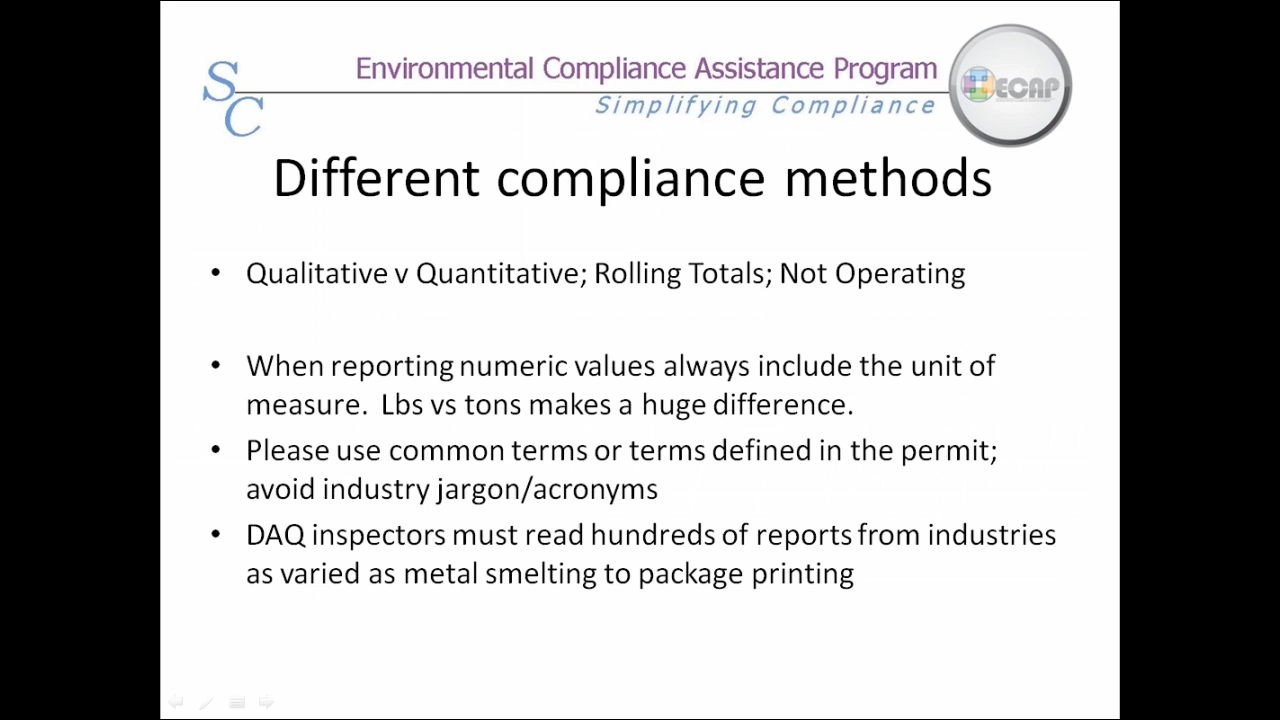 Environmental Compliance Assistance Program
S
C
Simplifying Compliance
ECAP
Different compliance methods
• Qualitative v Quantitative; Rolling Totals; Not Operating
• When reporting numeric values always include the unit of
measure.  Lbs vs tons makes a huge difference.
• Please use common terms or terms defined in the permit;
avoid industry jargon/acronyms
• DAQ inspectors must read hundreds of reports from industries
as varied as metal smelting to package printing